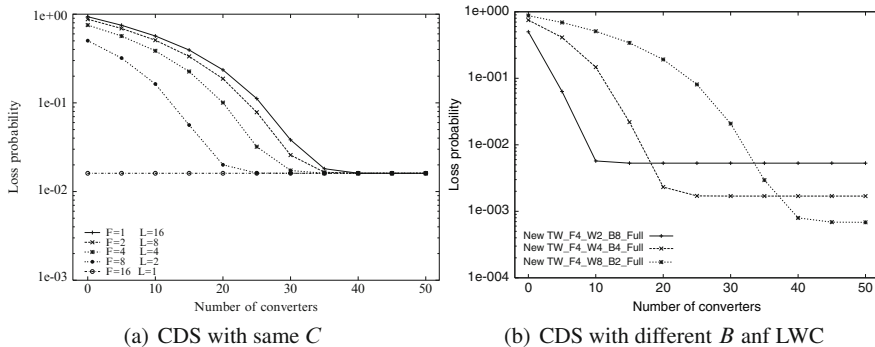 1e+00
1e-01
1e-02
1e-03
Loss probability
F=1 L=16
F=2 L=8
F=4 L=4
F=8 L=2
F=16 L=1
0 10 20 30 40 50
Number of converters
(a) CDS with same C
1e+000
1e-001
1e-002
1e-003
1e-004
Loss probability
New TW_F4_W2_B8_Full
New TW_F4_W4_B4_Full
New TW_F4_W8_B2_Full
0 10 20 30 40 50
Number of converters
(b) CDS with different B anf LWC